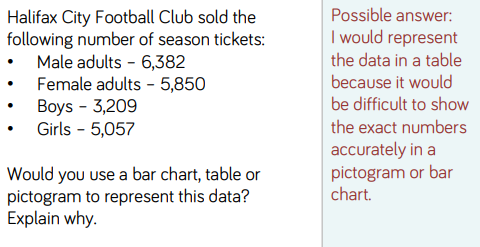 Halifax City Football Club sold the
following number of season tickets:
• Male adults – 6,382
• Female adults – 5,850
• Boys – 3,209
• Girls – 5,057
Would you use a bar chart, table or
pictogram to represent this data?
Explain why.
Possible answer:
I would represent
the data in a table
because it would
be difficult to show
the exact numbers
accurately in a
pictogram or bar
chart.